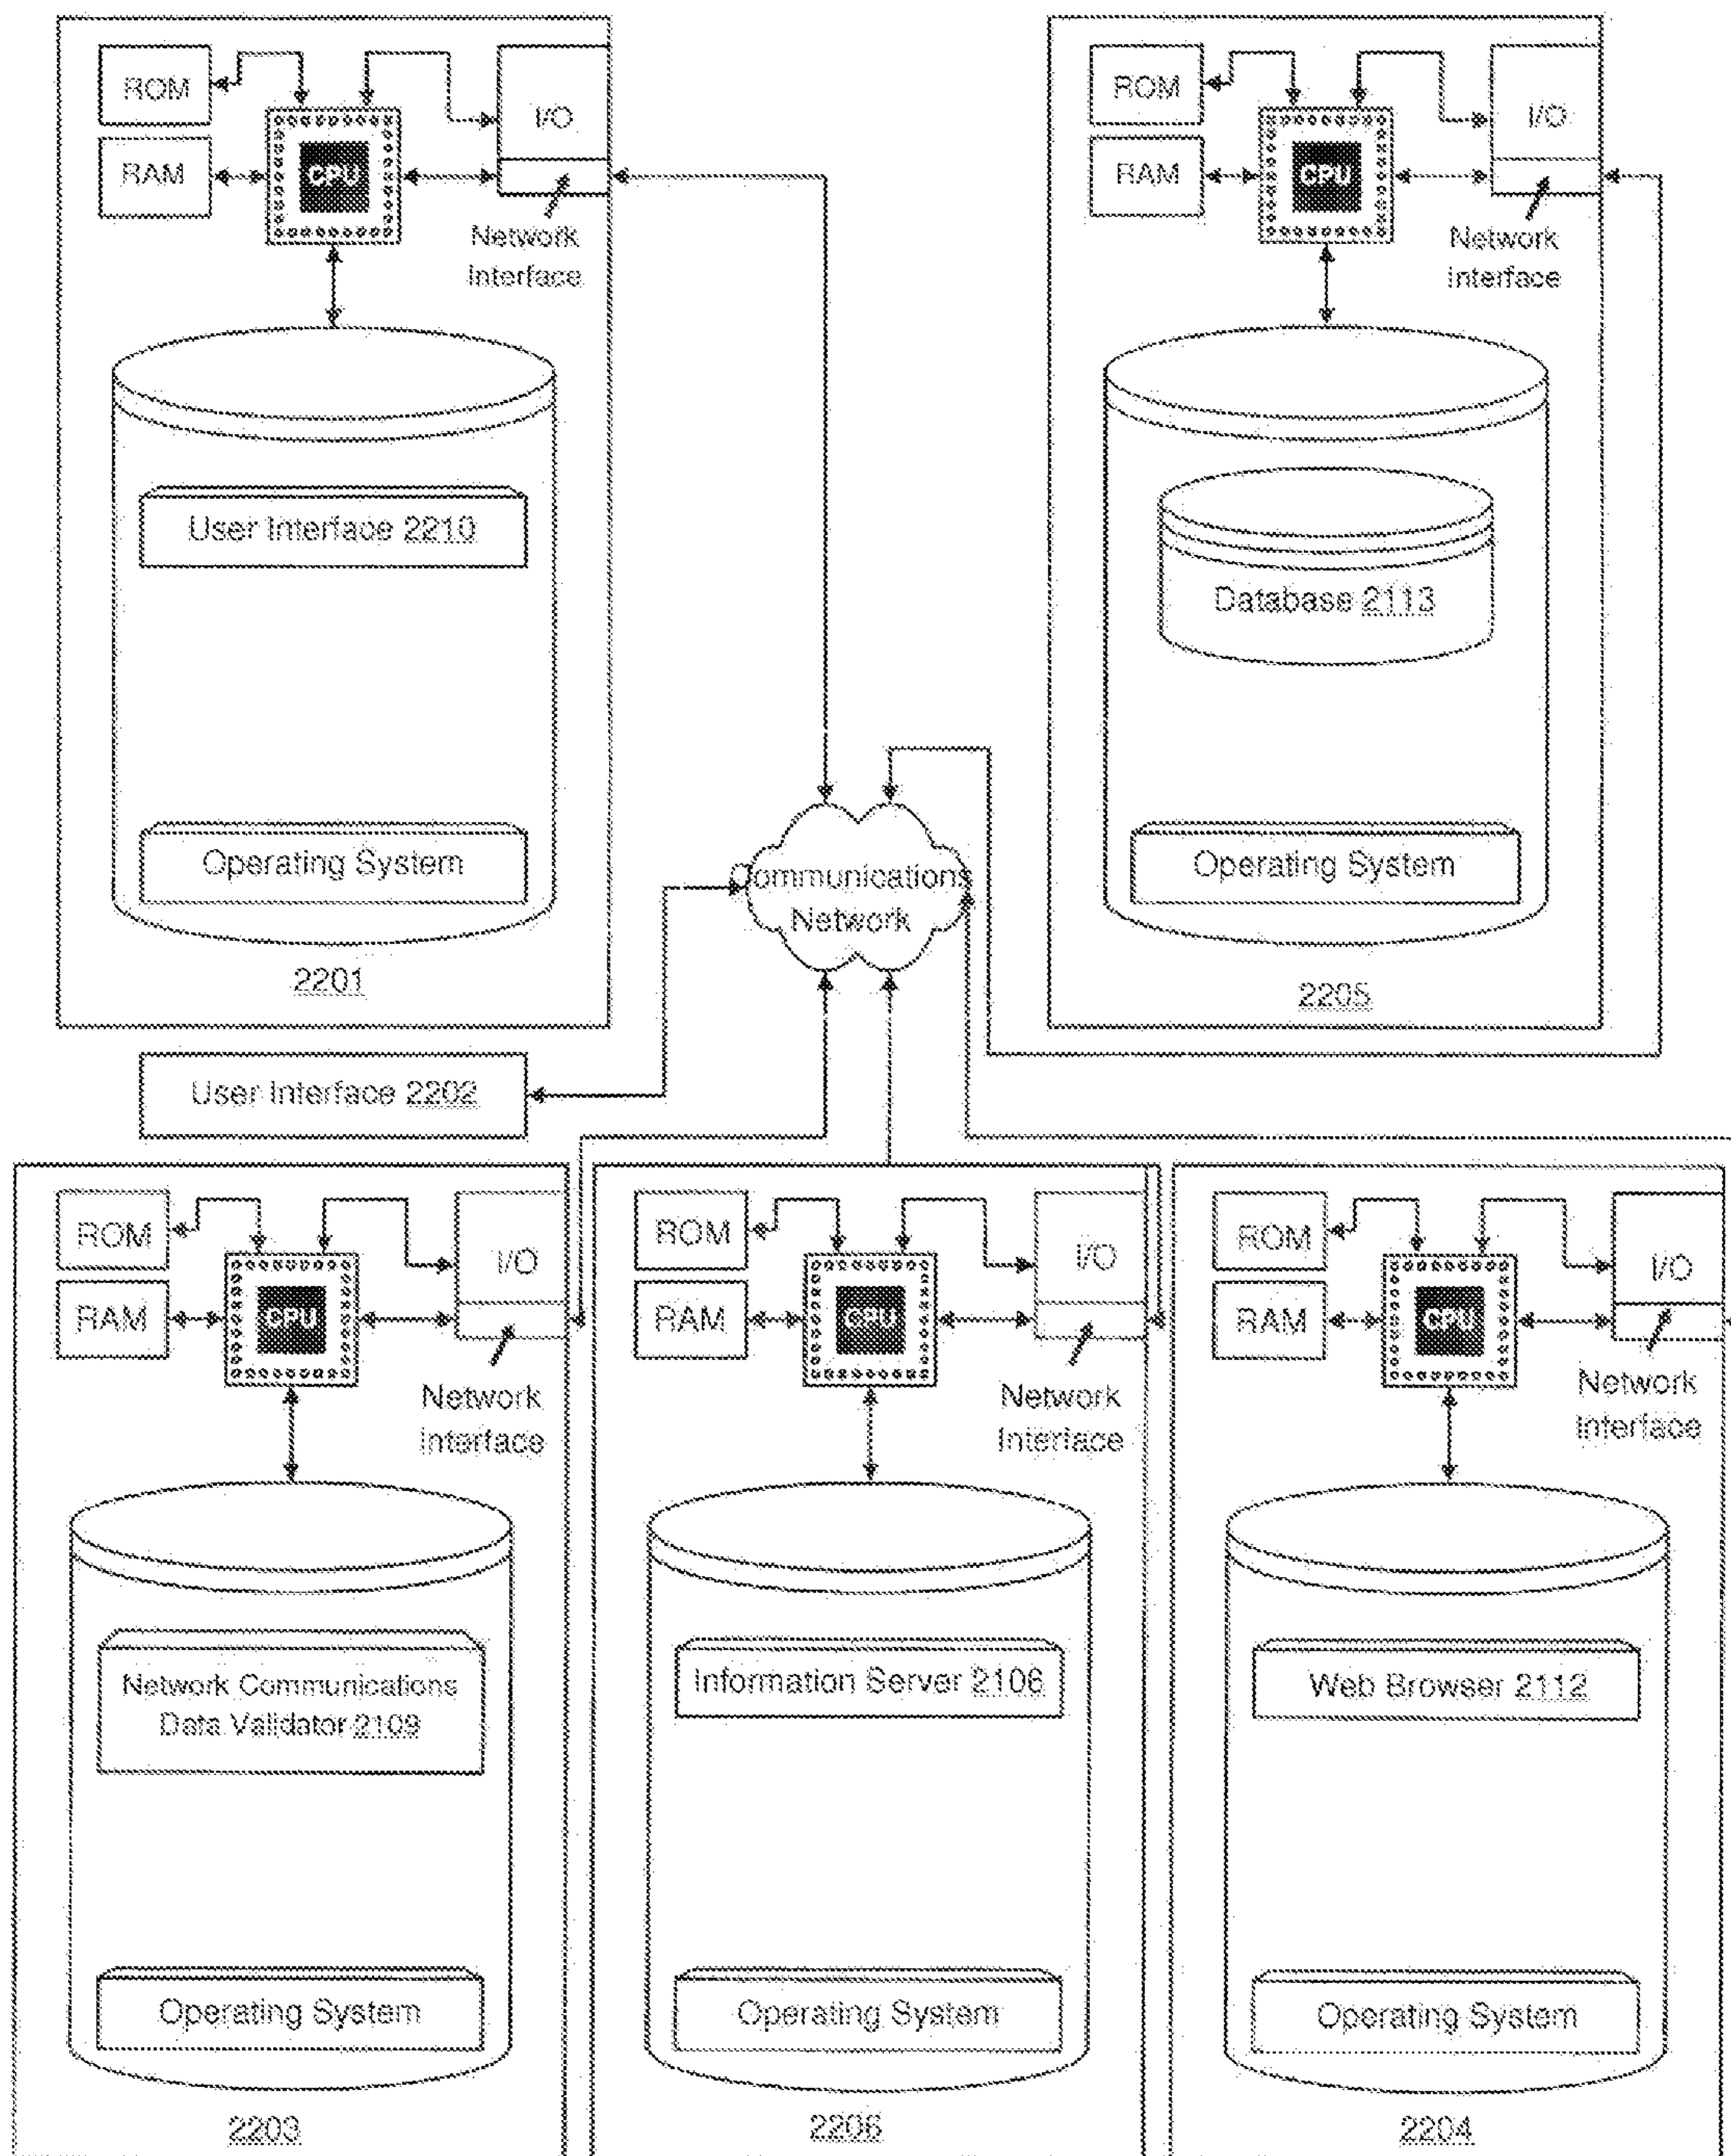 ROM
I/O
RAM
CPU
Network
Interface
User Interface 2210
Operating System
2201
ROM
I/O
RAM
CPU
Network
Interface
Database 2113
Operating System
2205
Communications
Network
User Interface 2202
ROM
I/O
RAM
CPU
Network
Interface
Network Communications
Data Validator 2109
Operating System
2203
ROM
I/O
RAM
CPU
Network
Interface
Information Server 2106
Operating System
2206
ROM
I/O
RAM
CPU
Network
Interface
Web Browser 2112
Operating System
2204